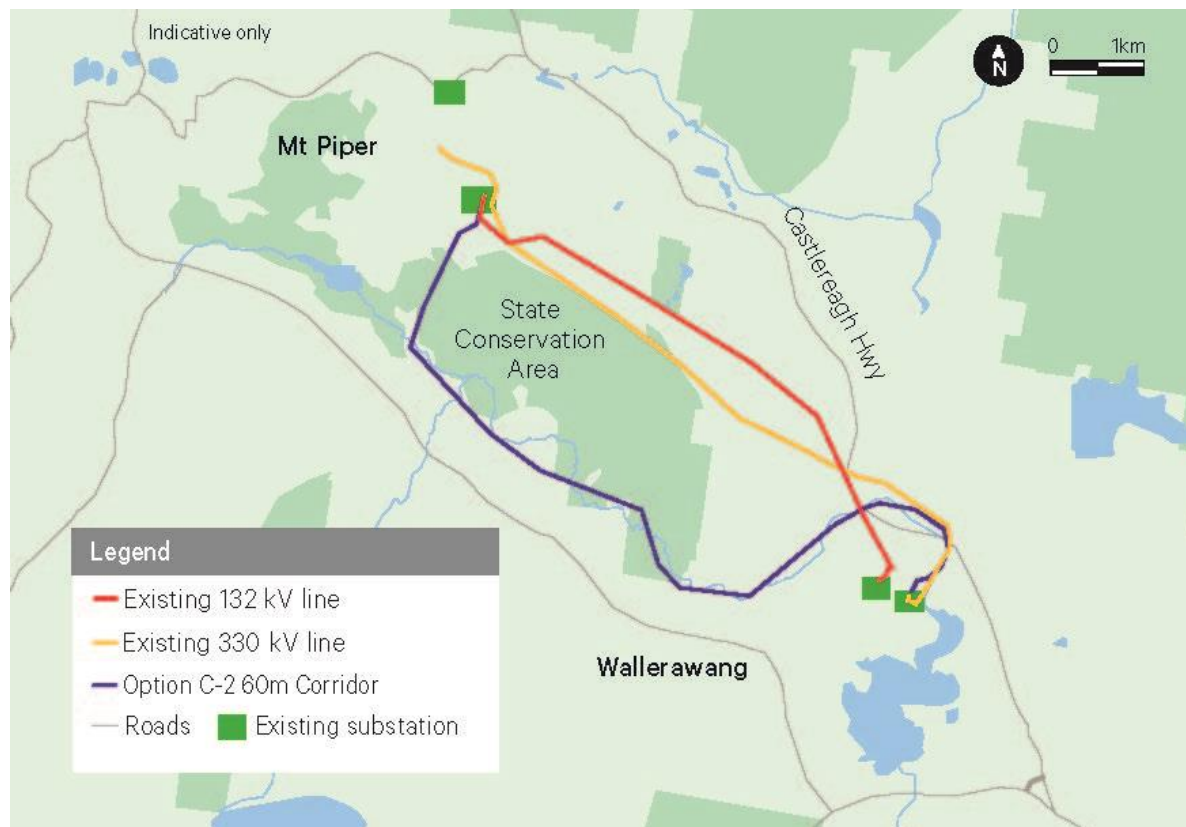 Indicative only
N
0 1km
Mt Piper
Castlereagh Hwy
State
Conservation
Area
Legend
Existing 132 kV line
Existing 330 kV line
Option C-2 60m Corridor
Roads Existing substation
Wallerawang